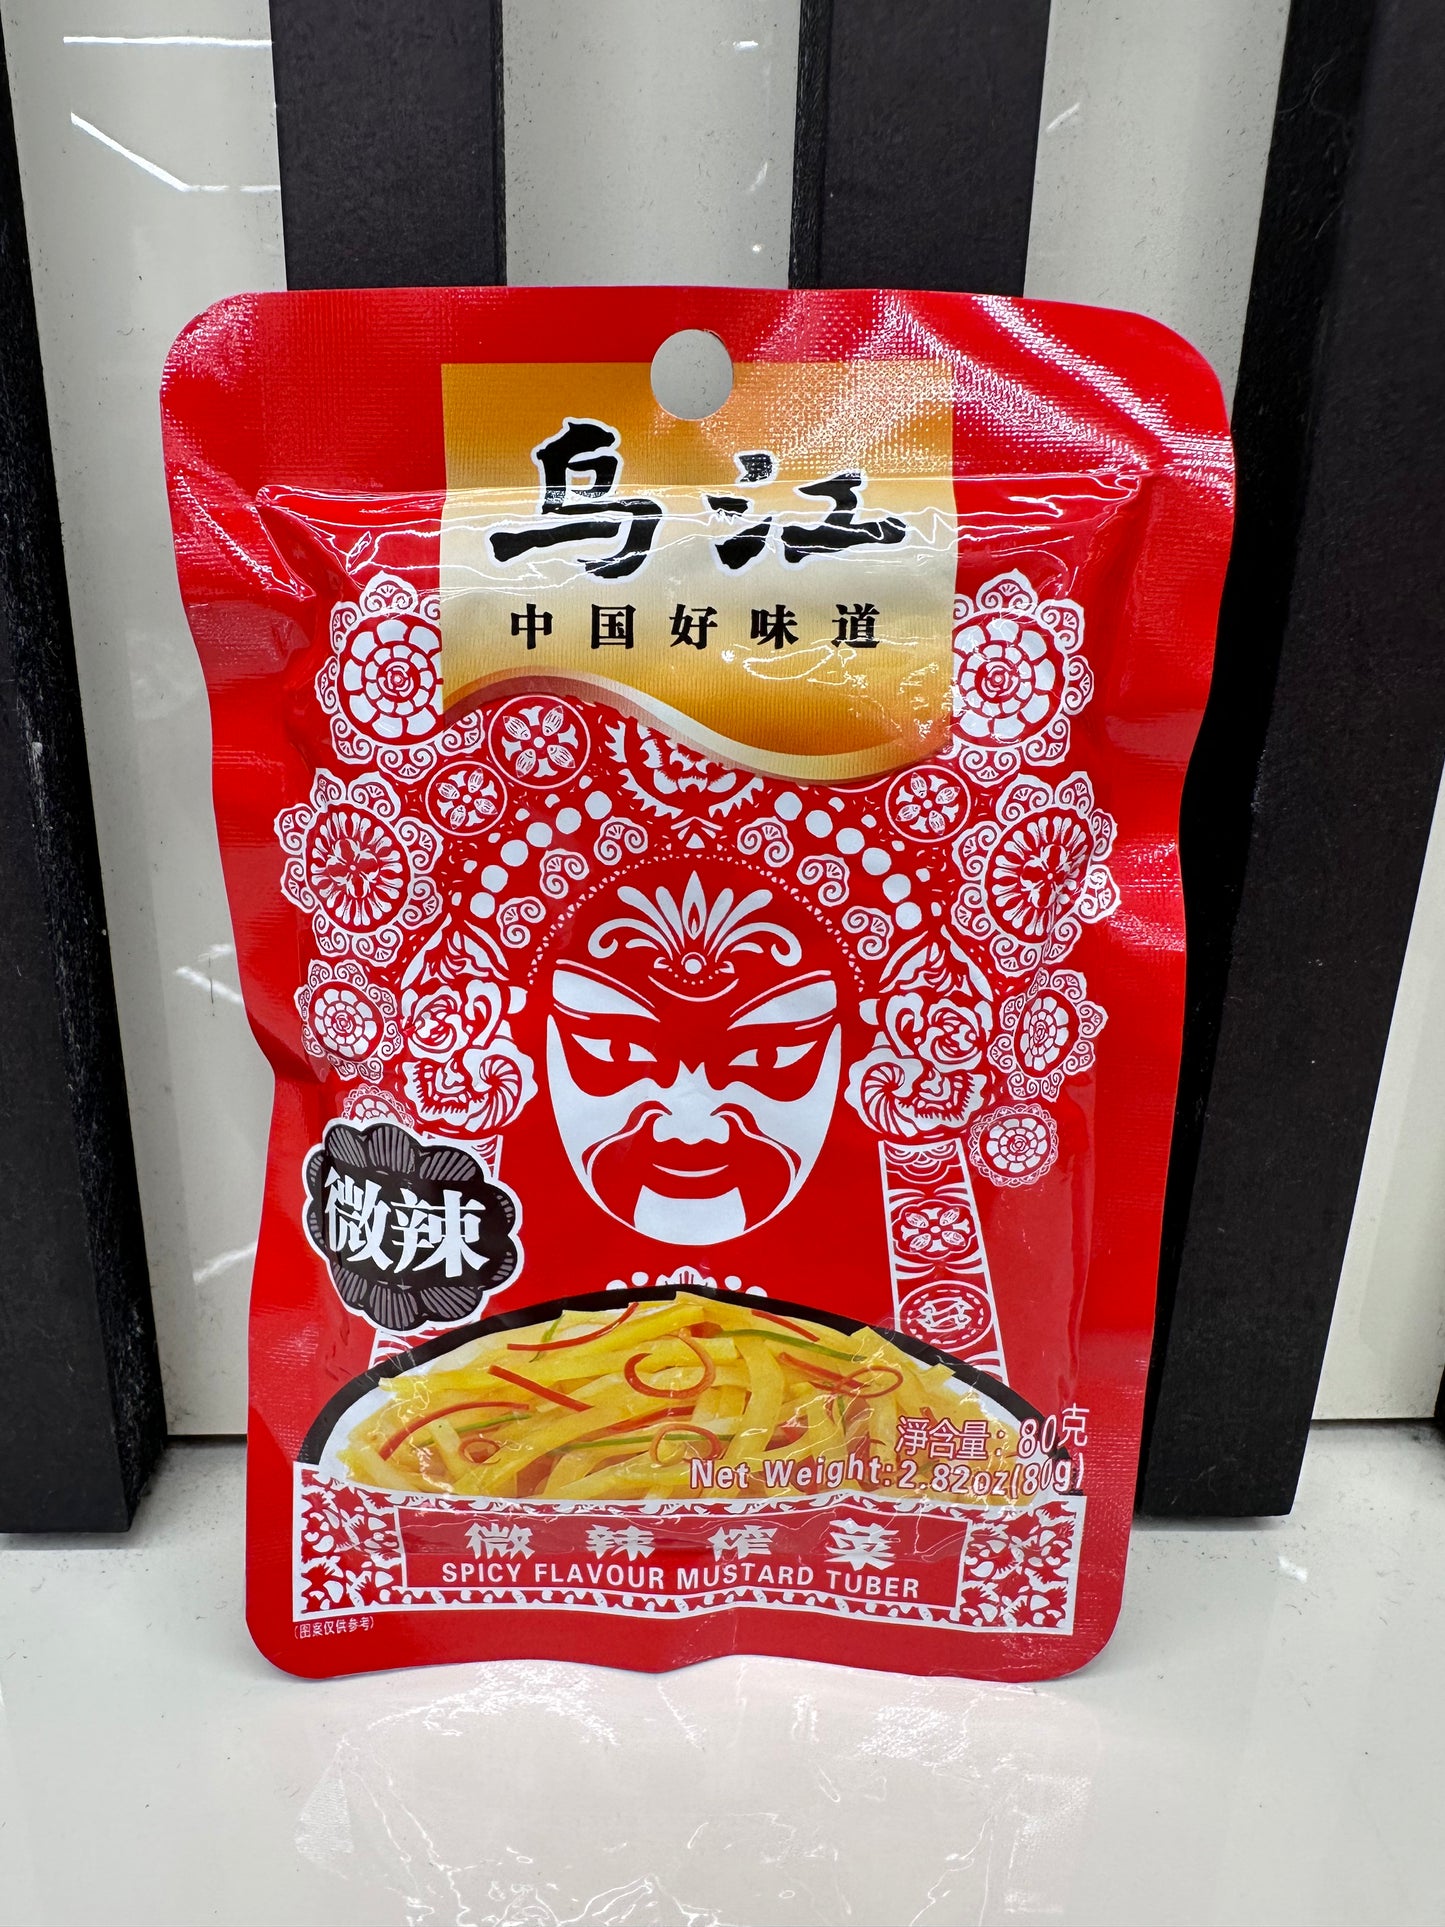 乌江
中国好味道
微辣
淨含量：80克
Net Weight:2.82oz(80g)
微辣榨菜
SPICY FLAVOUR MUSTARD TUBER
(图案仅供参考)